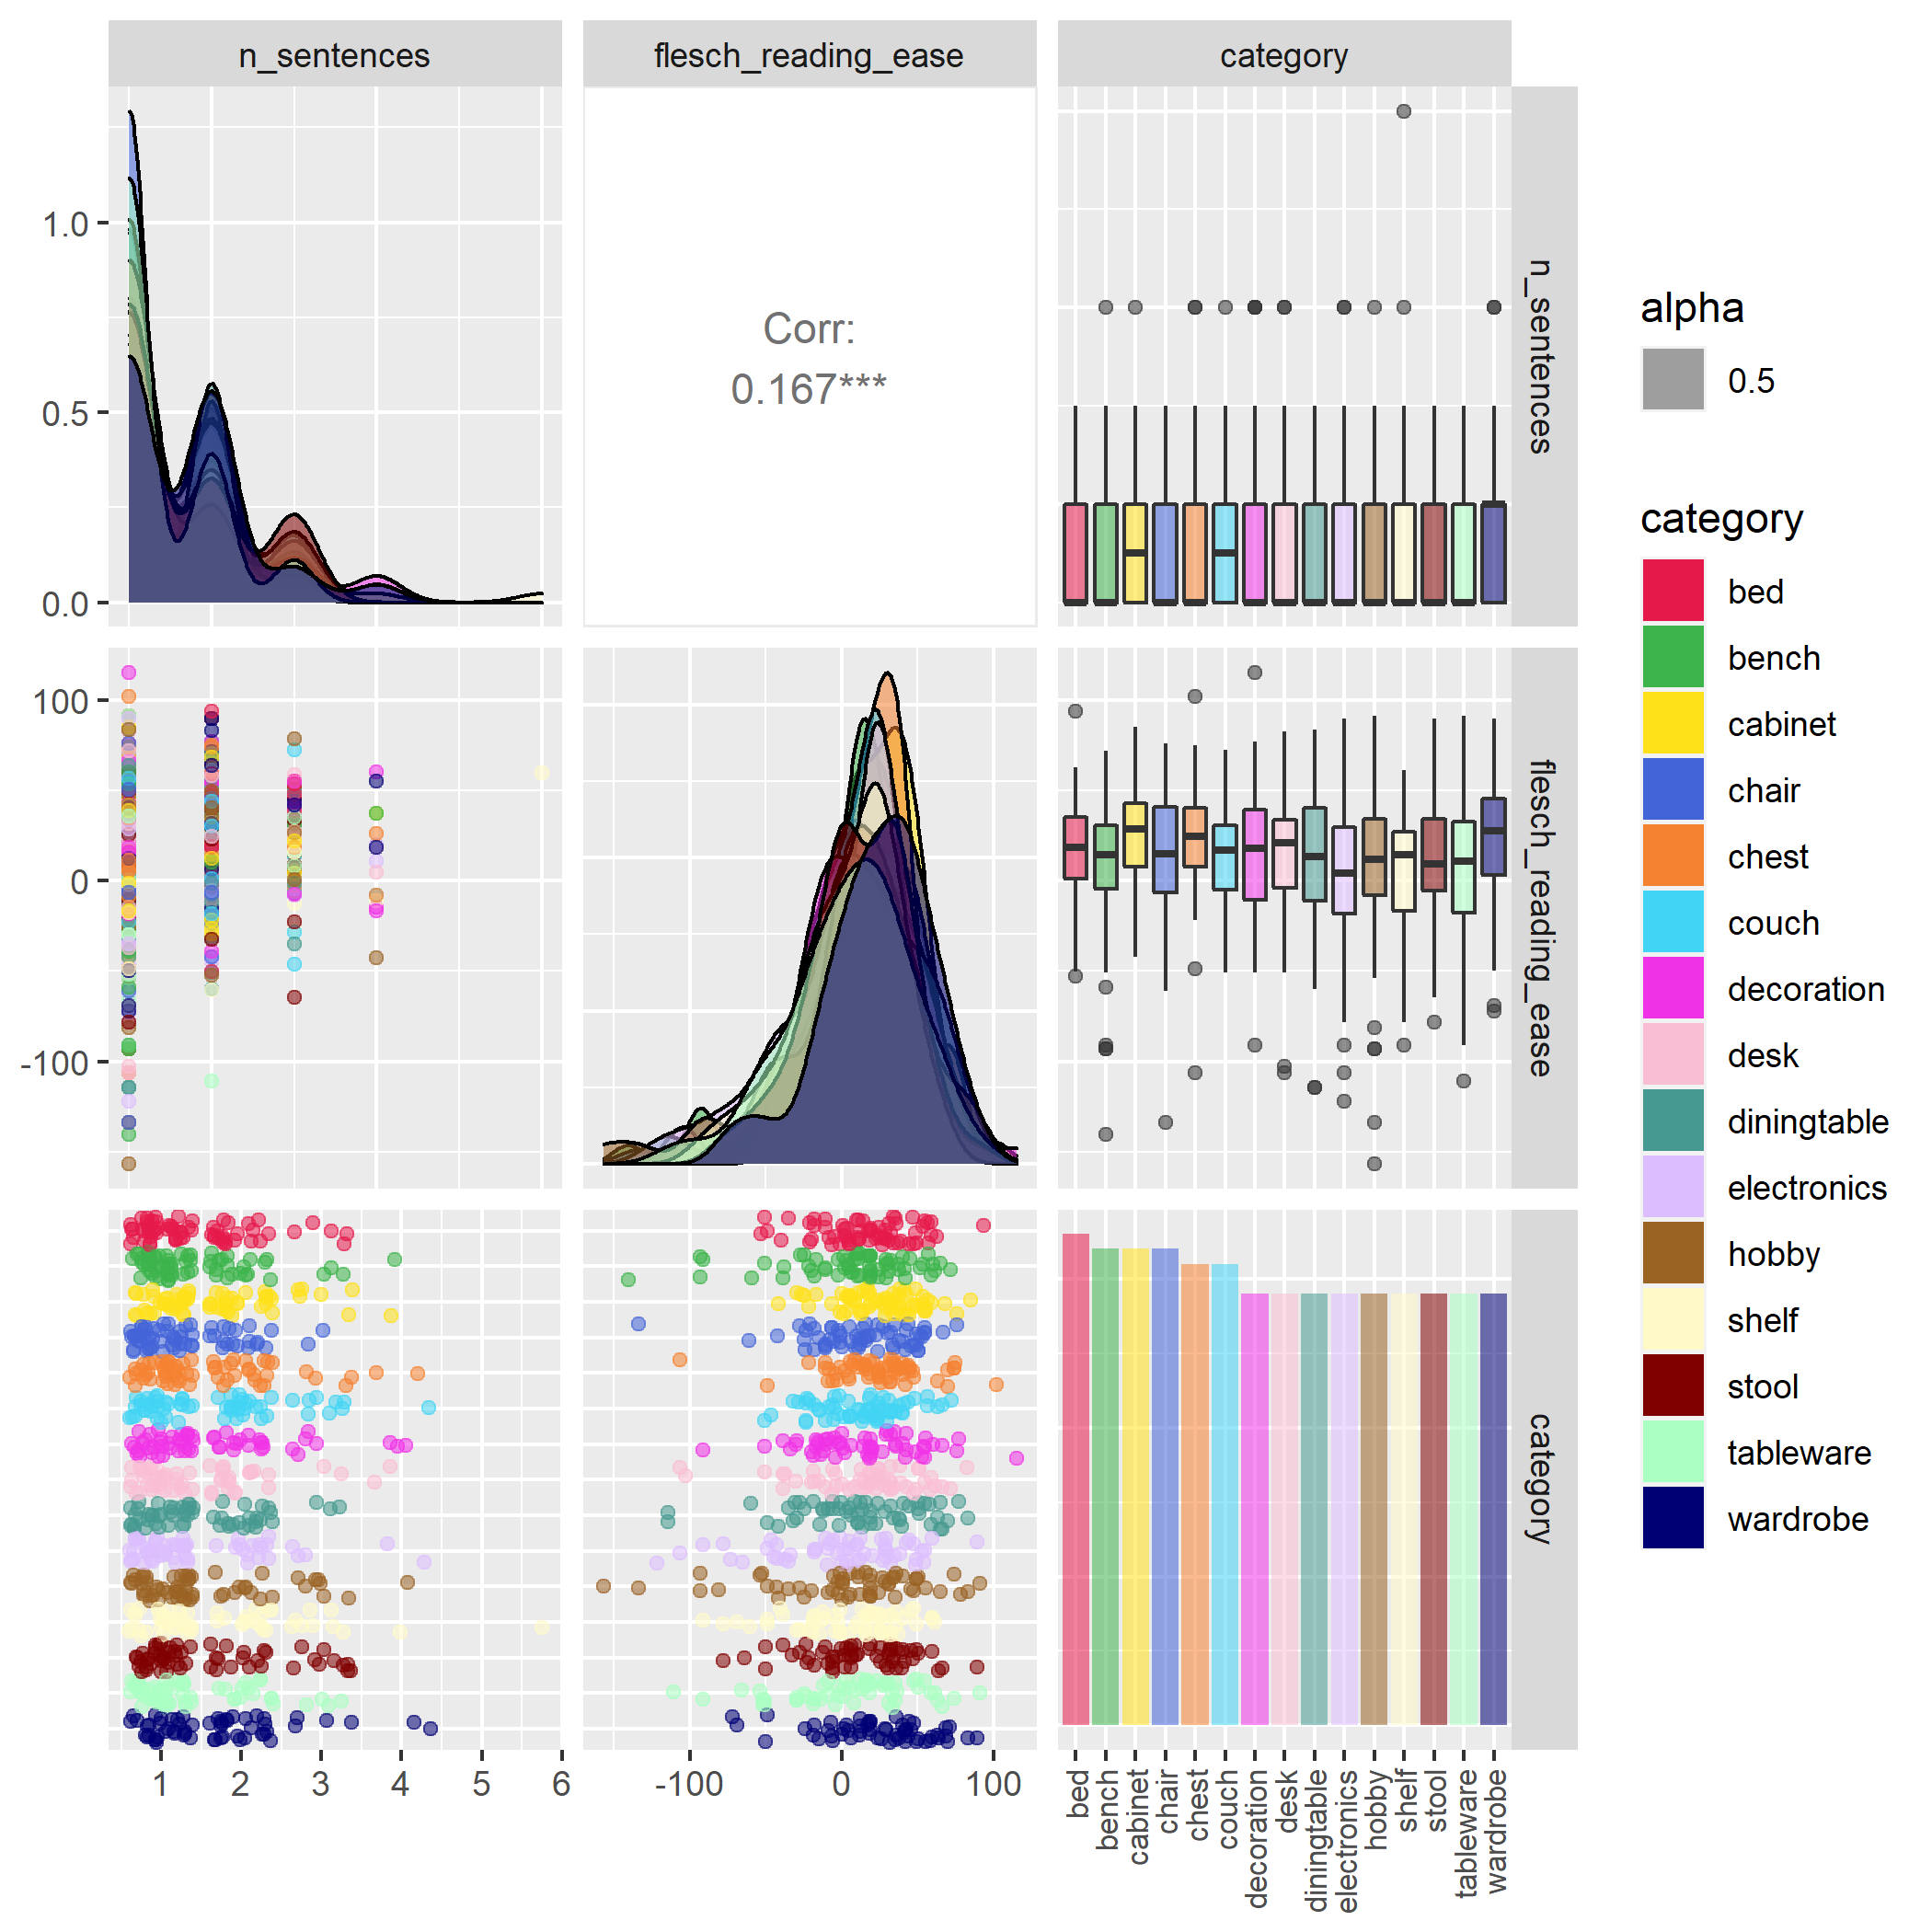 n_sentences flesch_reading_ease category
1.0
0.5
0.0
Corr:
0.167***
n_sentences
100
0
-100
flesch_reading_ease
category
1 2 3 4 5 6
-100 0 100
bed bench cabinet chair chest couch decoration desk diningtable electronics hobby shelf stool tableware wardrobe
alpha
0.5
category
bed
bench
cabinet
chair
chest
couch
decoration
desk
diningtable
electronics
hobby
shelf
stool
tableware
wardrobe